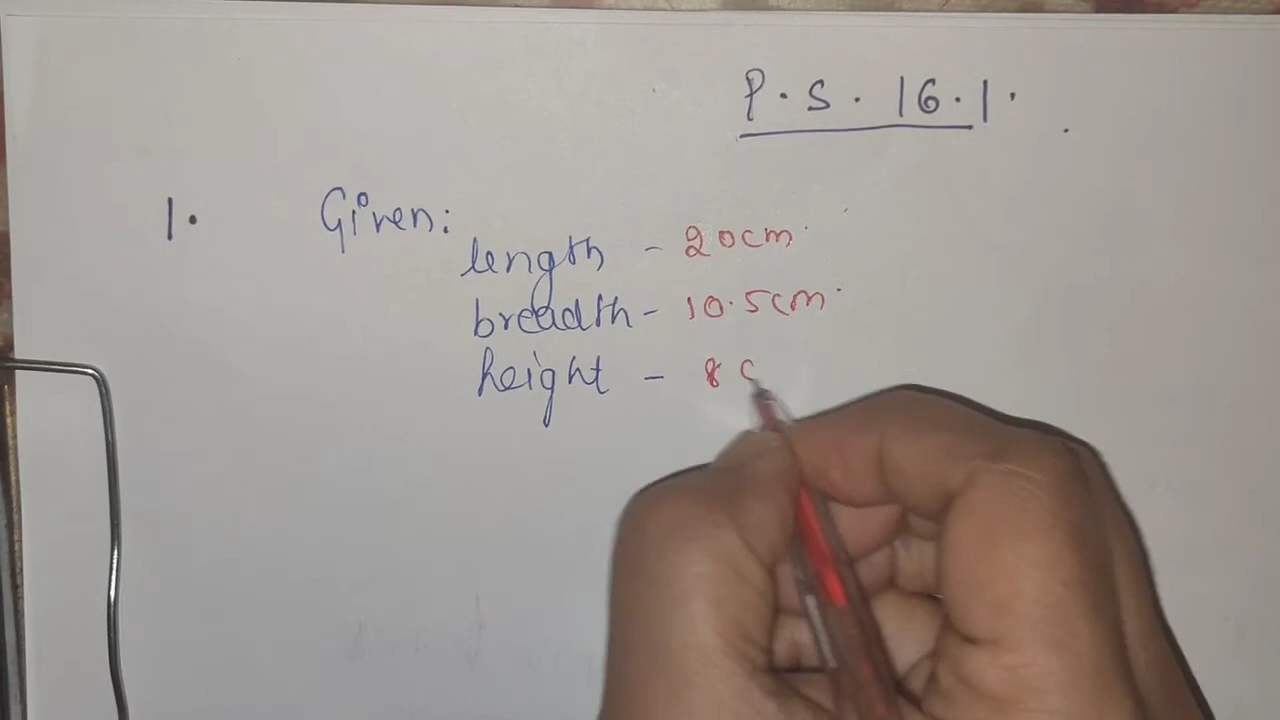 P.S. 16.1.
1. Given:
length - 20cm.
breadth - 10.5cm.
height - 8 c